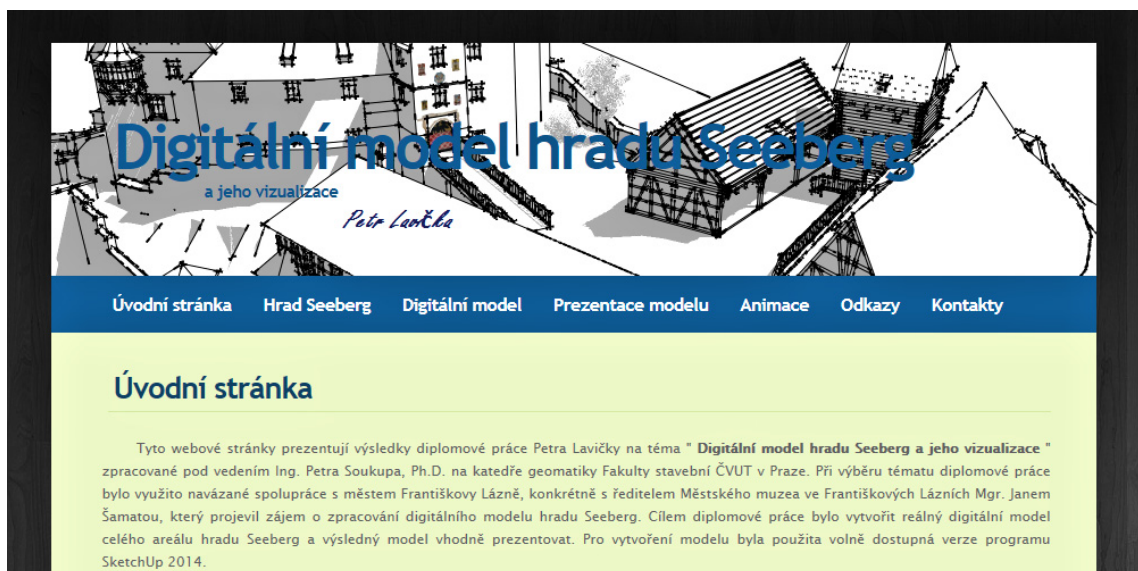 Digitální model hradu Seeberg
a jeho vizualizace
Petr Lavička
Úvodní stránka Hrad Seeberg Digitální model Prezentace modelu Animace Odkazy Kontakty
Úvodní stránka
Tyto webové stránky prezentují výsledky diplomové práce Petra Lavičky na téma " Digitální model hradu Seeberg a jeho vizualizace "
zpracované pod vedením Ing. Petra Soukupa, Ph.D. na katedře geomatiky Fakulty stavební ČVUT v Praze. Při výběru tématu diplomové práce
bylo využito navázané spolupráce s městem Františkovy Lázně, konkrétně s ředitelem Městského muzea ve Františkových Lázních Mgr. Janem
Šamatou, který projevil zájem o zpracování digitálního modelu hradu Seeberg. Cílem diplomové práce bylo vytvořit reálný digitální model
celého areálu hradu Seeberg a výsledný model vhodně prezentovat. Pro vytvoření modelu byla použita volně dostupná verze programu
SketchUp 2014.